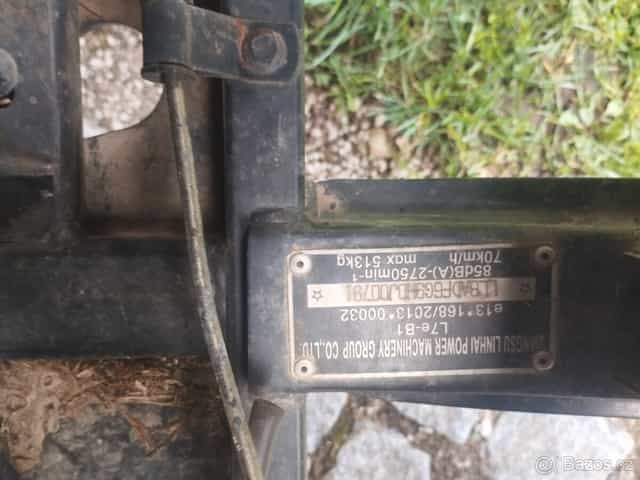 JIANGSU LINHAI POWER MACHINERY GROUP CO.,LTD.
L7e-B1
e13*168/2013*00032
85dB(A)-2750min-1
70km/h max 513kg
© Bazos.cz